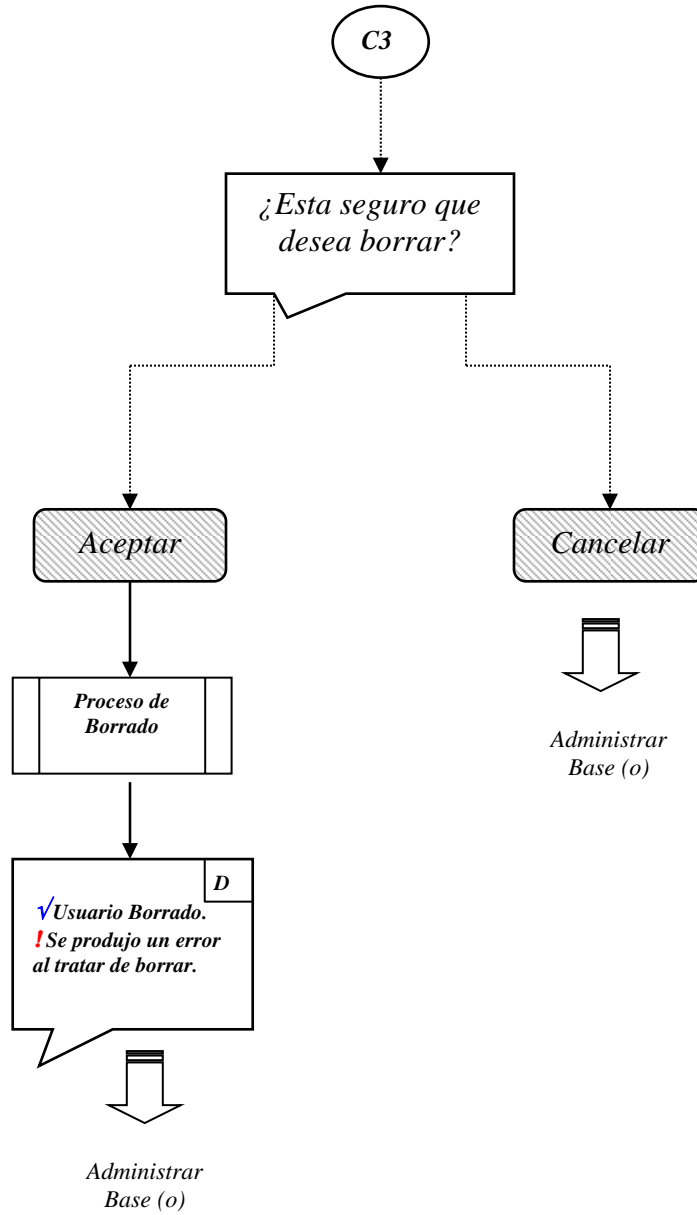 C3
¿Esta seguro que
desea borrar?
Aceptar
Cancelar
Proceso de
Borrado
Administrar
Base (o)
D
√Usuario Borrado.
!Se produjo un error
al tratar de borrar.
Administrar
Base (o)